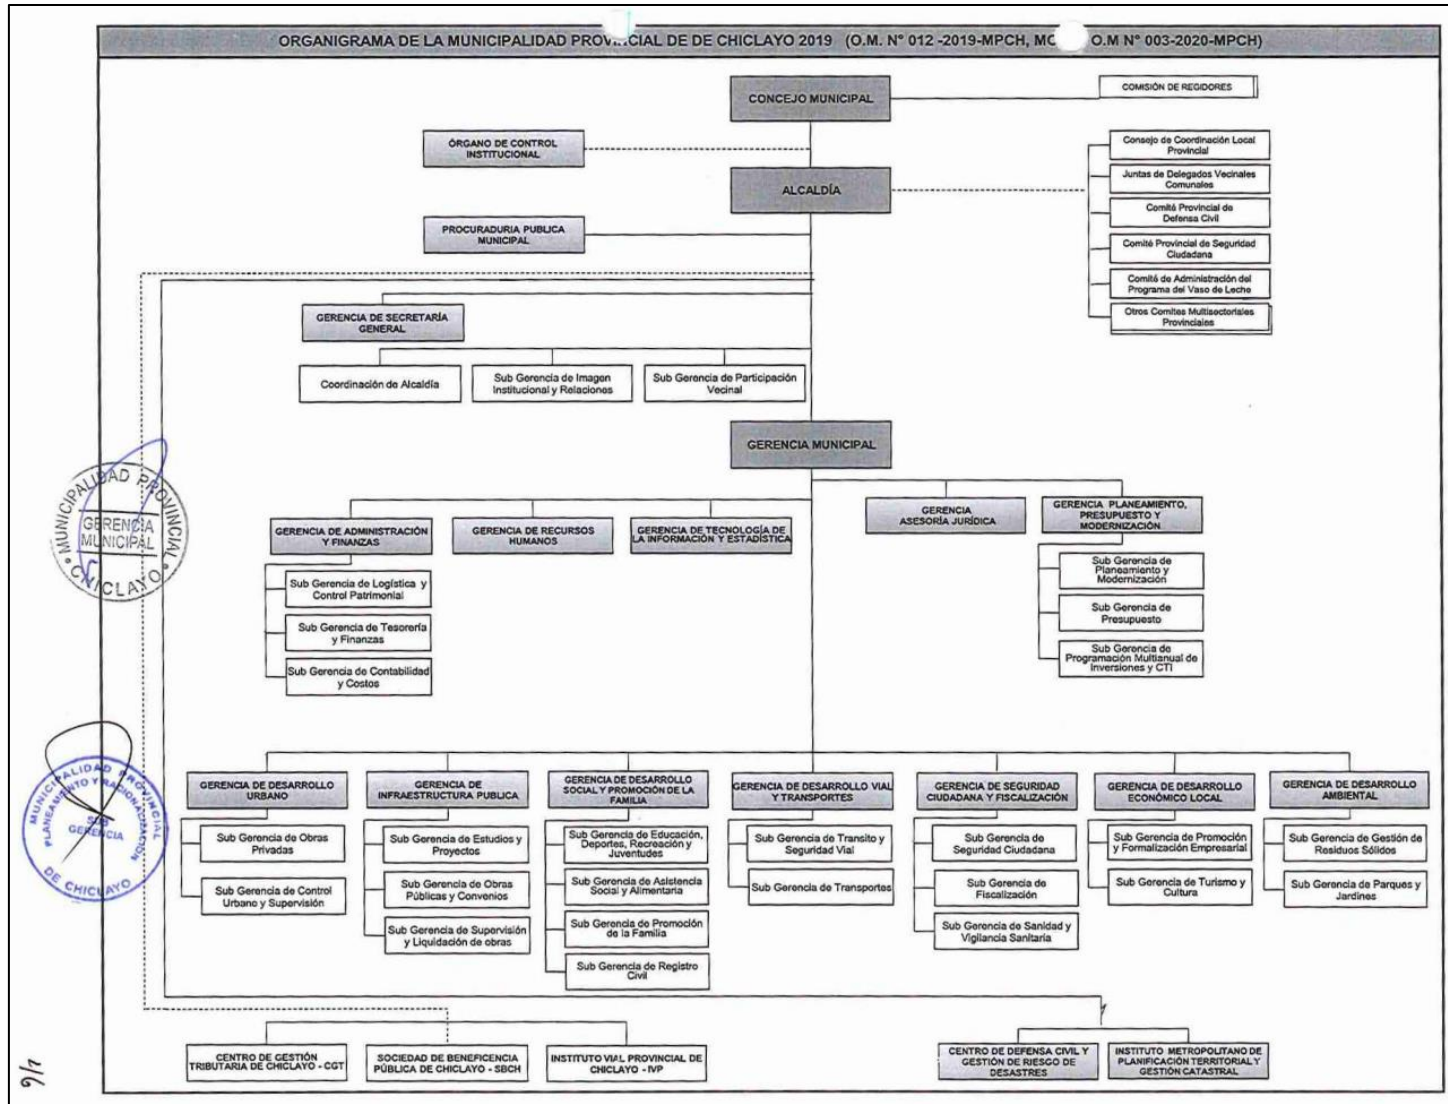 ORGANIGRAMA DE LA MUNICIPALIDAD PROV NCIAL DE DE CHICLAYO 2019 (O.M. N° 012 -2019-MPCH, MO O.M N° 003-2020-MPCH)
CONCEJO MUNICIPAL
COMISIÓN DE REGIDORES
ÓRGANO DE CONTROL
INSTITUCIONAL
Consejo de Coordinación Local
Provincial
ALCALDÍA
Juntas de Delegados Vecinales
Comunales
Comité Provincial de
Defensa Civil
PROCURADURIA PUBLICA
MUNICIPAL
Comité Provincial de Seguridad
Ciudadana
Comité de Administración del
Programa del Vaso de Leche
Otros Comites Multisectoriales
Provinciales
GERENCIA DE SECRETARÍA
GENERAL
Coordinación de Alcaldía
Sub Gerencia de Imagen
Institucional y Relaciones
Sub Gerencia de Participación
Vecinal
GERENCIA MUNICIPAL
MUNICIPALIDAD PROVINCIAL
GERENCIA
MUNICIPAL
CHICLAYO
GERENCIA DE ADMINISTRACIÓN
Y FINANZAS
GERENCIA DE RECURSOS
HUMANOS
GERENCIA DE TECNOLOGÍA DE
LA INFORMACIÓN Y ESTADÍSTICA
GERENCIA
ASESORÍA JURÍDICA
GERENCIA PLANEAMIENTO,
PRESUPUESTO Y
MODERNIZACIÓN
Sub Gerencia de Logística y
Control Patrimonial
Sub Gerencia de Tesorería
y Finanzas
Sub Gerencia de Contabilidad
y Costos
Sub Gerencia de
Planeamiento y
Modernización
Sub Gerencia de
Presupuesto
Sub Gerencia de
Programación Multianual de
Inversiones y CTI
MUNICIPALIDAD PROVINCIAL
PLANEAMIENTO Y RACIONALIZACIÓN
SUB
GERENCIA
DE CHICLAYO
GERENCIA DE DESARROLLO
URBANO
Sub Gerencia de Obras
Privadas
Sub Gerencia de Control
Urbano y Supervisión
GERENCIA DE
INFRAESTRUCTURA PUBLICA
Sub Gerencia de Estudios y
Proyectos
Sub Gerencia de Obras
Públicas y Convenios
Sub Gerencia de Supervisión
y Liquidación de obras
GERENCIA DE DESARROLLO
SOCIAL Y PROMOCIÓN DE LA
FAMILIA
Sub Gerencia de Educación,
Deportes, Recreación y
Juventudes
Sub Gerencia de Asistencia
Social y Alimentaria
Sub Gerencia de Promoción
de la Familia
Sub Gerencia de Registro
Civil
GERENCIA DE DESARROLLO VIAL
Y TRANSPORTES
Sub Gerencia de Transito y
Seguridad Vial
Sub Gerencia de Transportes
GERENCIA DE SEGURIDAD
CIUDADANA Y FISCALIZACIÓN
Sub Gerencia de
Seguridad Ciudadana
Sub Gerencia de
Fiscalización
Sub Gerencia de Sanidad y
Vigilancia Sanitaria
GERENCIA DE DESARROLLO
ECONÓMICO LOCAL
Sub Gerencia de Promoción
y Formalización Empresarial
Sub Gerencia de Turismo y
Cultura
GERENCIA DE DESARROLLO
AMBIENTAL
Sub Gerencia de Gestión de
Residuos Sólidos
Sub Gerencia de Parques y
Jardines
CENTRO DE GESTIÓN
TRIBUTARIA DE CHICLAYO - CGT
SOCIEDAD DE BENEFICENCIA
PÚBLICA DE CHICLAYO - SBCH
INSTITUTO VIAL PROVINCIAL DE
CHICLAYO - IVP
CENTRO DE DEFENSA CIVIL Y
GESTIÓN DE RIESGO DE
DESASTRES
INSTITUTO METROPOLITANO DE
PLANIFICACIÓN TERRITORIAL Y
GESTIÓN CATASTRAL